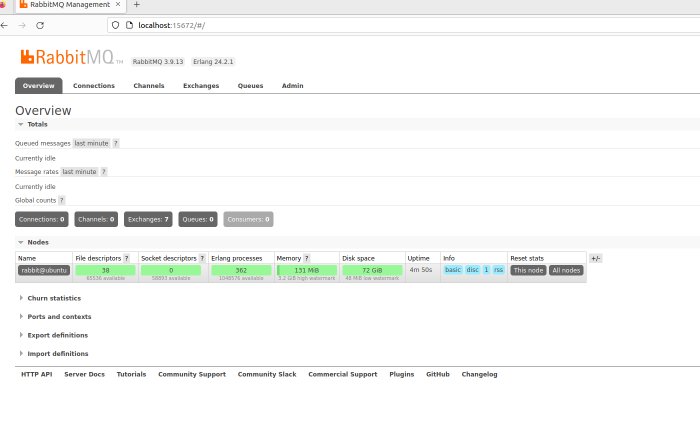 RabbitMQ Management ×
+
localhost:15672/#/
RabbitMQ TM RabbitMQ 3.9.13 Erlang 24.2.1
Overview Connections Channels Exchanges Queues Admin
Overview
Totals
Queued messages last minute ?
Currently idle
Message rates last minute ?
Currently idle
Global counts ?
Connections: 0 Channels: 0 Exchanges: 7 Queues: 0 Consumers: 0
Nodes
Name File descriptors ? Socket descriptors ? Erlang processes Memory ? Disk space Uptime Info Reset stats +/-
rabbit@ubuntu 38 0 362 131 MiB 72 GiB 4m 50s basic disc 1 rss This node All nodes
65536 available 58893 available 1048576 available 3.2 GiB high watermark 48 MiB low watermark
Churn statistics
Ports and contexts
Export definitions
Import definitions
HTTP API Server Docs Tutorials Community Support Community Slack Commercial Support Plugins GitHub Changelog